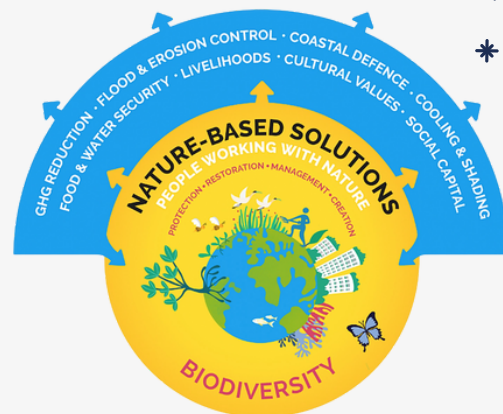 GHG REDUCTION · FLOOD & EROSION CONTROL · COASTAL DEFENCE · COOLING & SHADING
FOOD & WATER SECURITY · LIVELIHOODS · CULTURAL VALUES · SOCIAL CAPITAL
NATURE-BASED SOLUTIONS
PEOPLE WORKING WITH NATURE
PROTECTION • RESTORATION • MANAGEMENT • CREATION
BIODIVERSITY